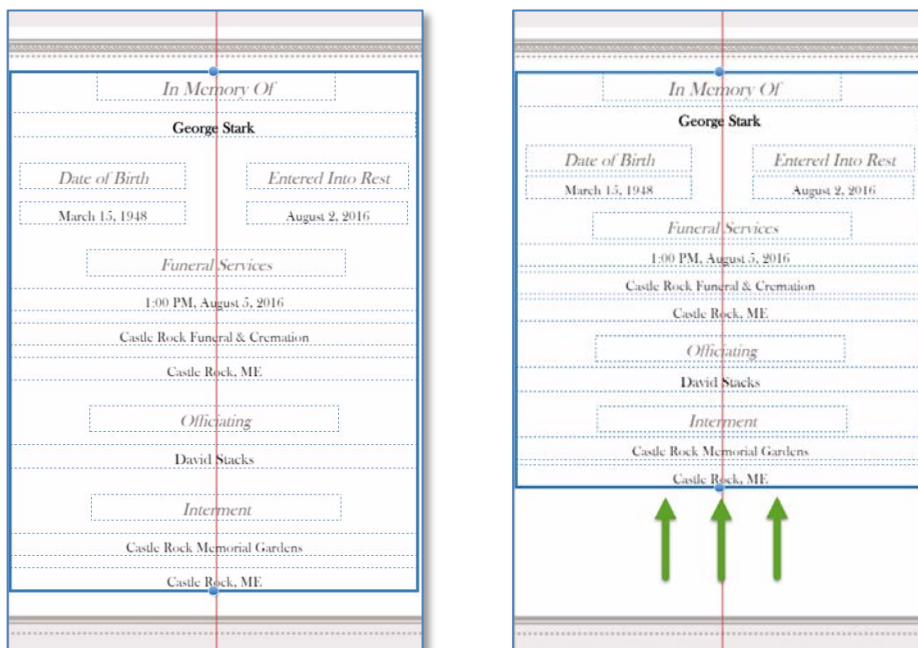 In Memory Of
George Stark
Date of Birth Entered Into Rest
March 15, 1948 August 2, 2016
Funeral Services
1:00 PM, August 5, 2016
Castle Rock Funeral & Cremation
Castle Rock, ME
Officiating
David Stacks
Interment
Castle Rock Memorial Gardens
Castle Rock, ME
In Memory Of
George Stark
Date of Birth Entered Into Rest
March 15, 1948 August 2, 2016
Funeral Services
1:00 PM, August 5, 2016
Castle Rock Funeral & Cremation
Castle Rock, ME
Officiating
David Stacks
Interment
Castle Rock Memorial Gardens
Castle Rock, ME